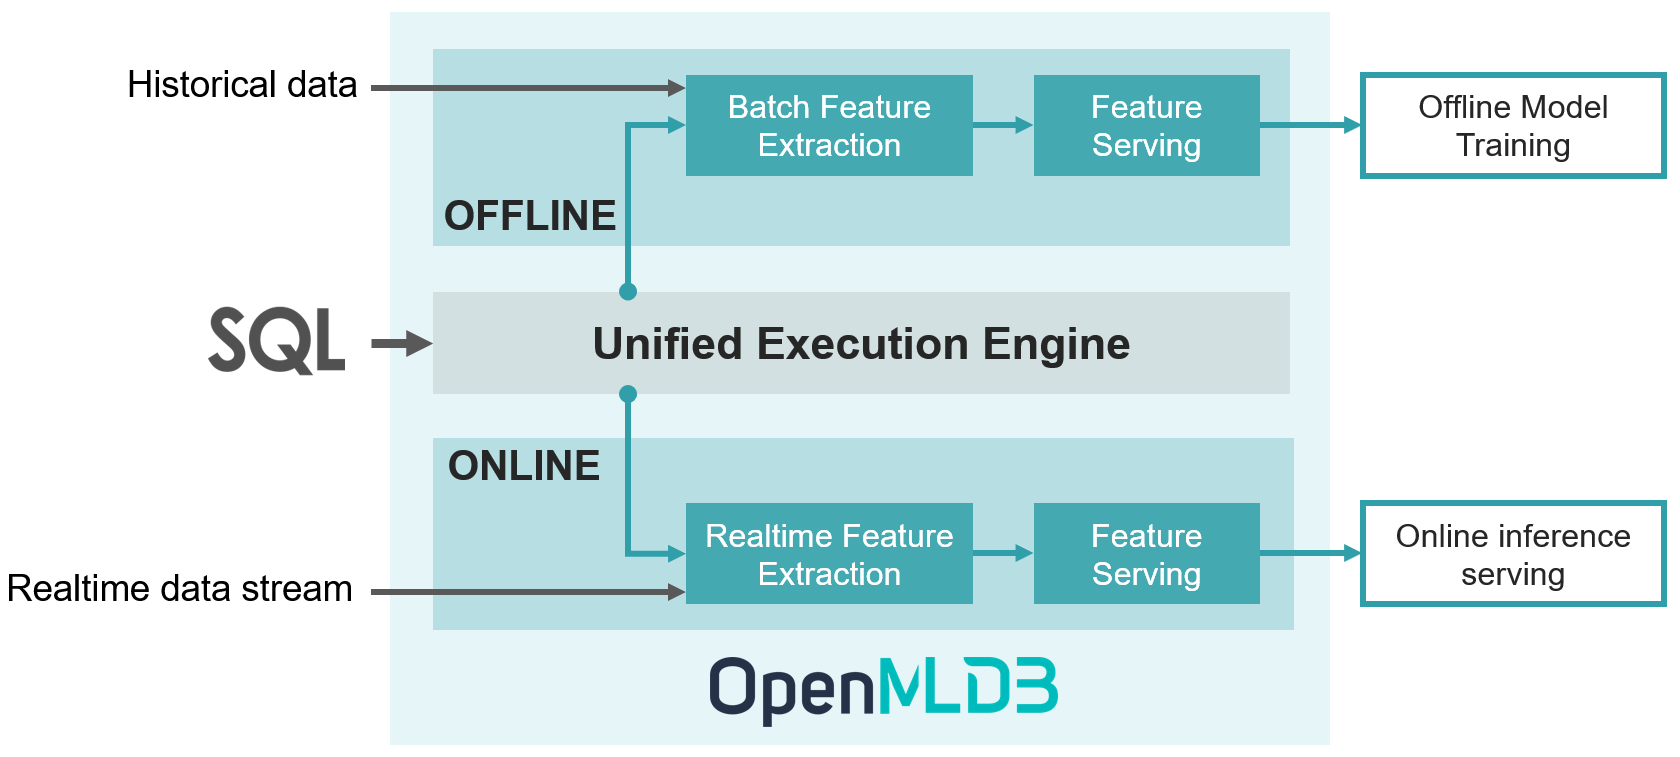 Historical data
Batch Feature
Extraction
Feature
Serving
Offline Model
Training
OFFLINE
SQL
Unified Execution Engine
ONLINE
Realtime Feature
Extraction
Feature
Serving
Online inference
serving
Realtime data stream
OpenMLDB